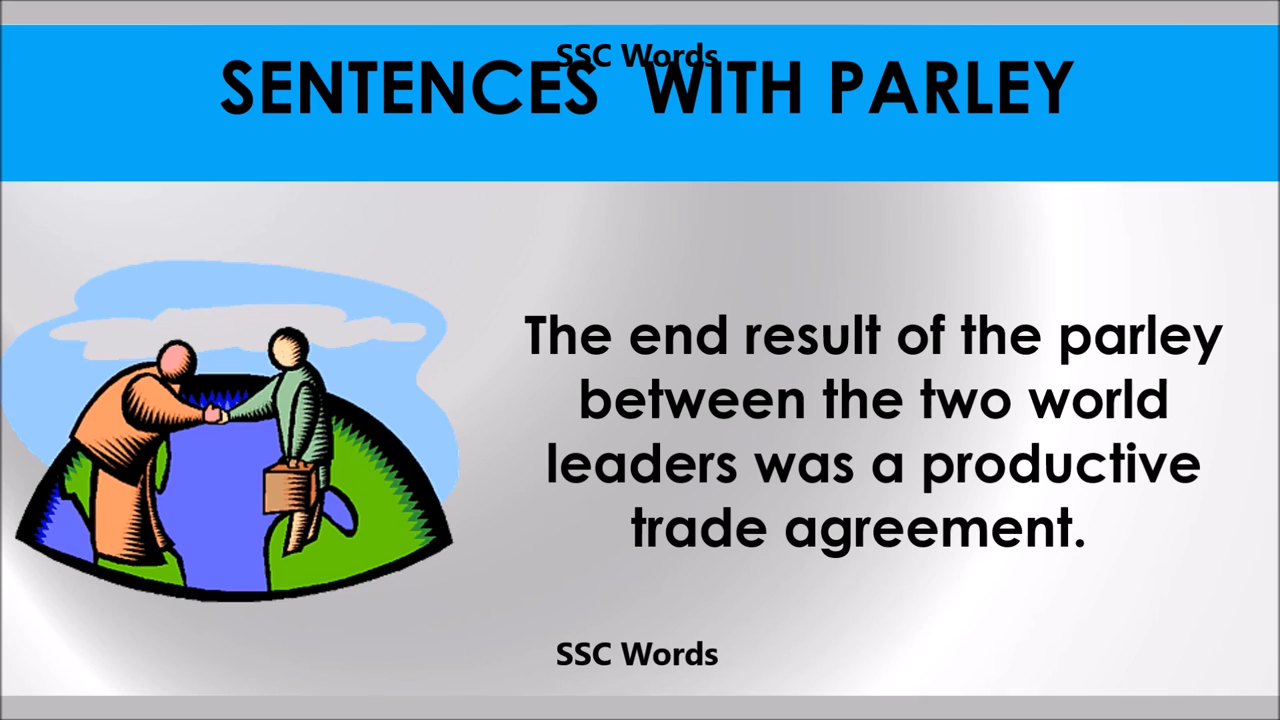 SSC Words
SENTENCES WITH PARLEY
The end result of the parley
between the two world
leaders was a productive
trade agreement.
SSC Words